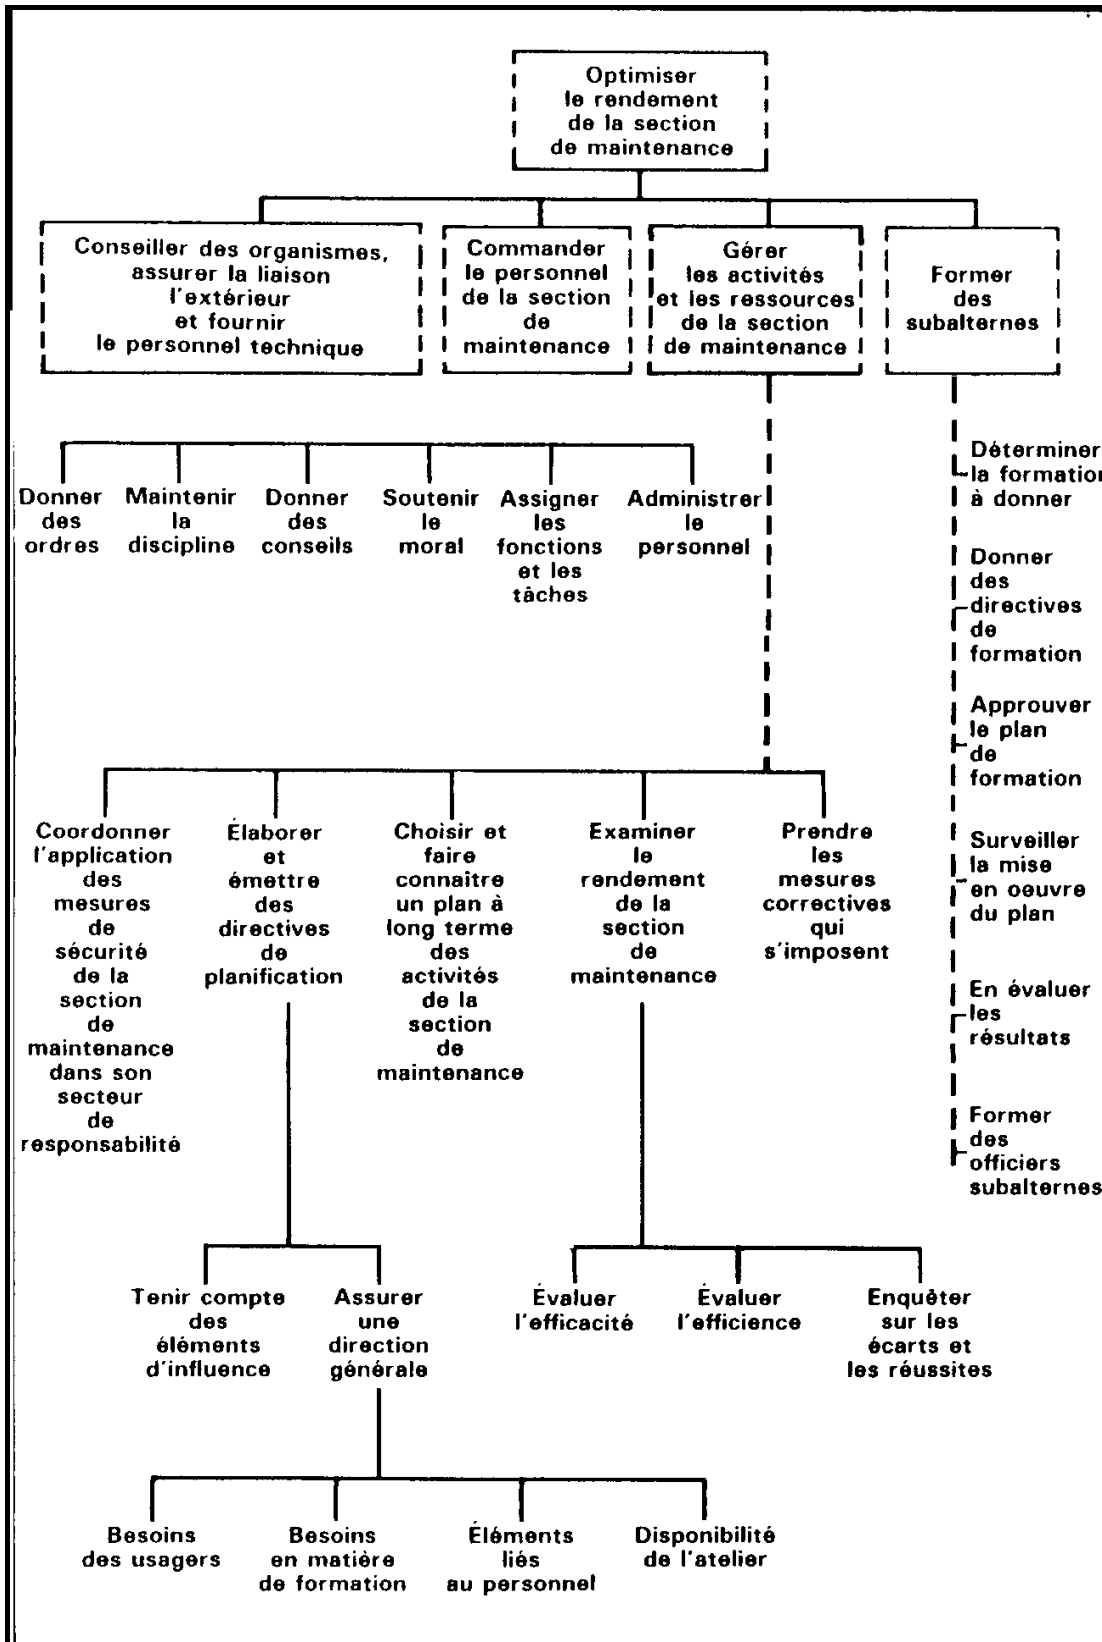 Optimiser
le rendement
de la section
de maintenance
Conseiller des organismes,
assurer la liaison
l'extérieur
et fournir
le personnel technique
Commander
le personnel
de la section
de
maintenance
Gérer
les activités
et les ressources
de la section
de maintenance
Former
des
subalternes
Donner
des
ordres
Maintenir
la
discipline
Donner
des
conseils
Soutenir
le
moral
Assigner
les
fonctions
et les
tâches
Administrer
le
personnel
Déterminer
la formation
à donner
Donner
des
directives
de
formation
Approuver
le plan
de
formation
Surveiller
la mise
en oeuvre
du plan
En évaluer
les
résultats
Former
des
officiers
subalternes
Coordonner
l'application
des
mesures
de
sécurité
de la
section
de
maintenance
dans son
secteur
de
responsabilité
Élaborer
et
émettre
des
directives
de
planification
Choisir et
faire
connaître
un plan à
long terme
des
activités
de la
section
de
maintenance
Examiner
le
rendement
de la
section
de
maintenance
Prendre
les
mesures
correctives
qui
s'imposent
Tenir compte
des
éléments
d'influence
Assurer
une
direction
générale
Évaluer
l'efficacité
Évaluer
l'efficience
Enquêter
sur les
écarts et
les réussites
Besoins
des usagers
Besoins
en matière
de formation
Éléments
liés
au personnel
Disponibilité
de l'atelier